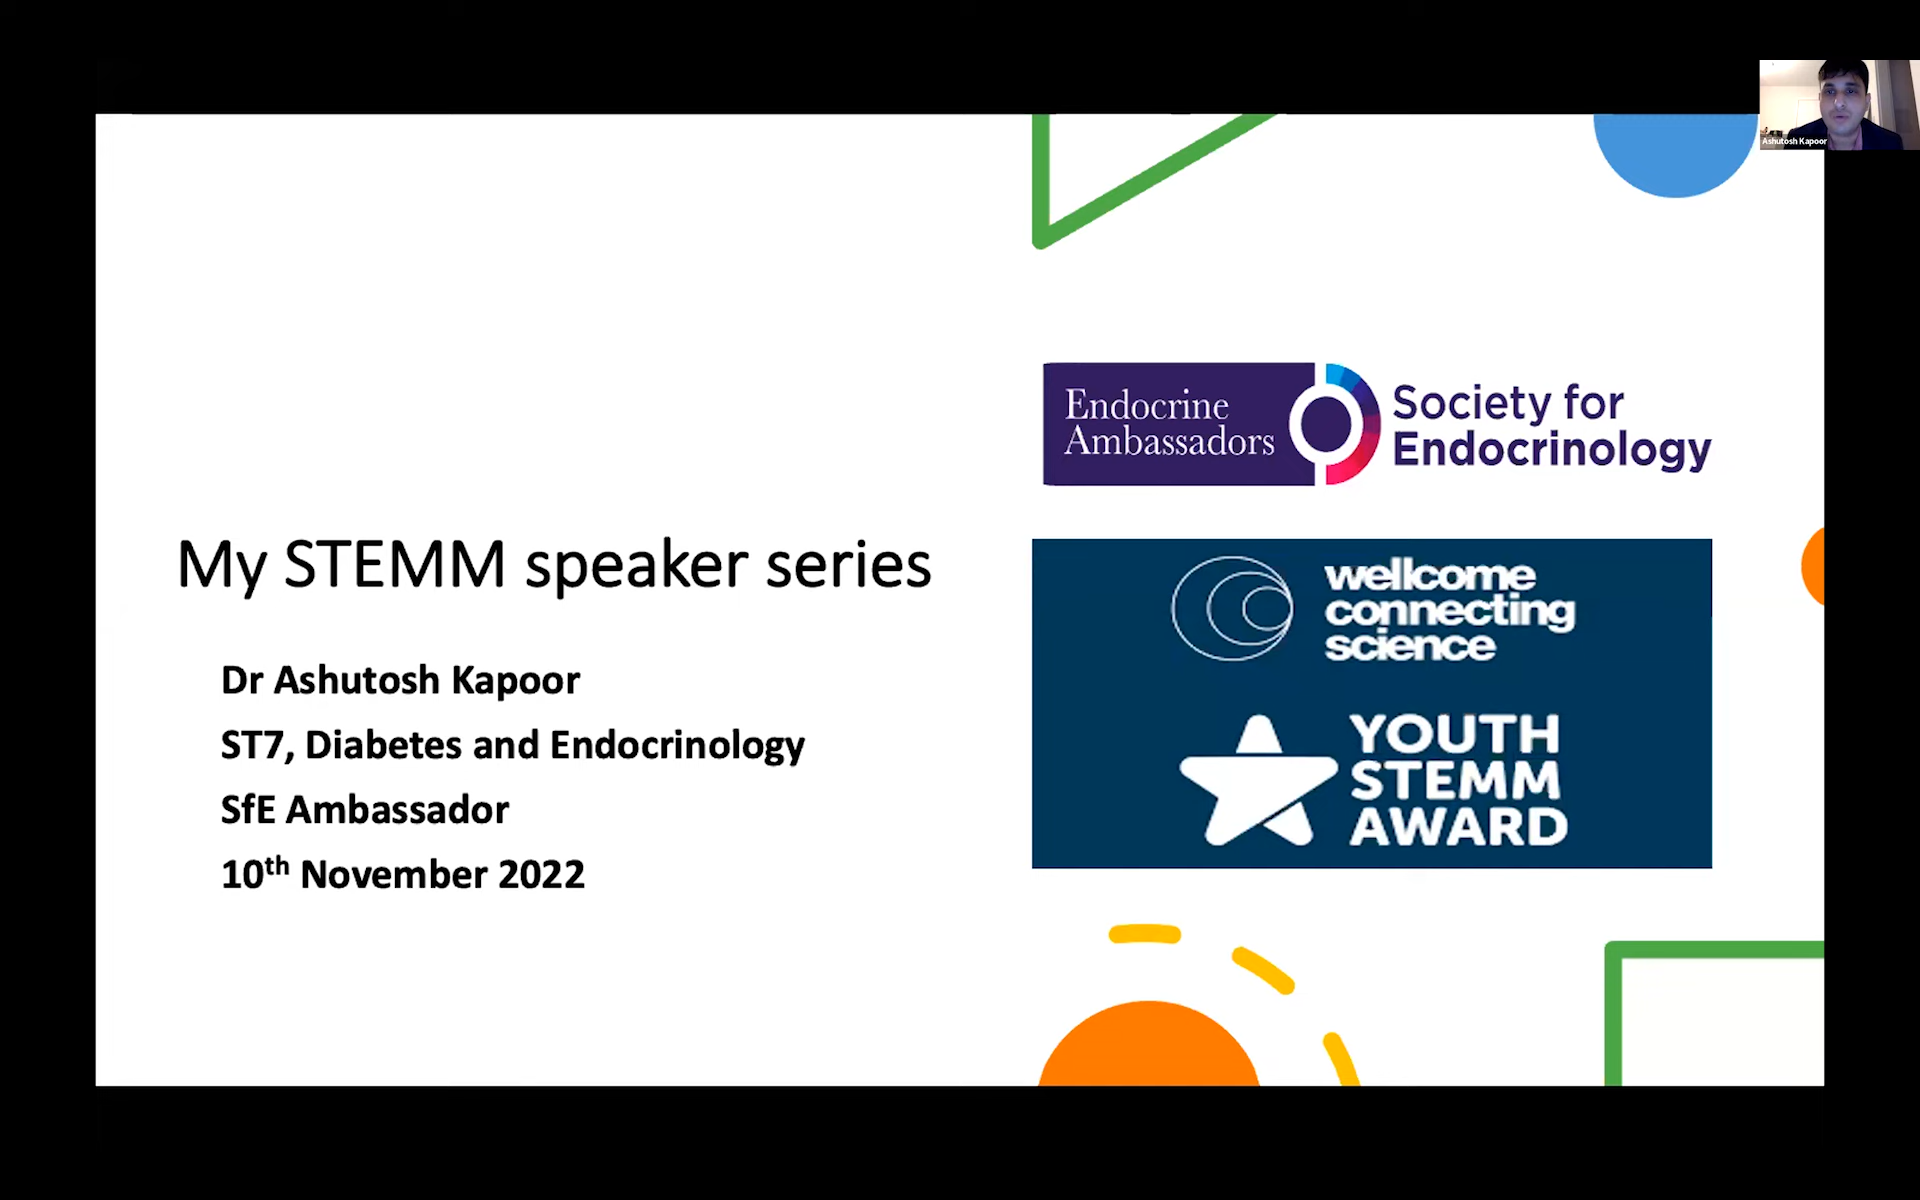 Ashutosh Kapoor
Endocrine
Ambassadors
Society for
Endocrinology
My STEMM speaker series
Dr Ashutosh Kapoor
ST7, Diabetes and Endocrinology
SfE Ambassador
10th November 2022
wellcome
connecting
science
YOUTH
STEMM
AWARD